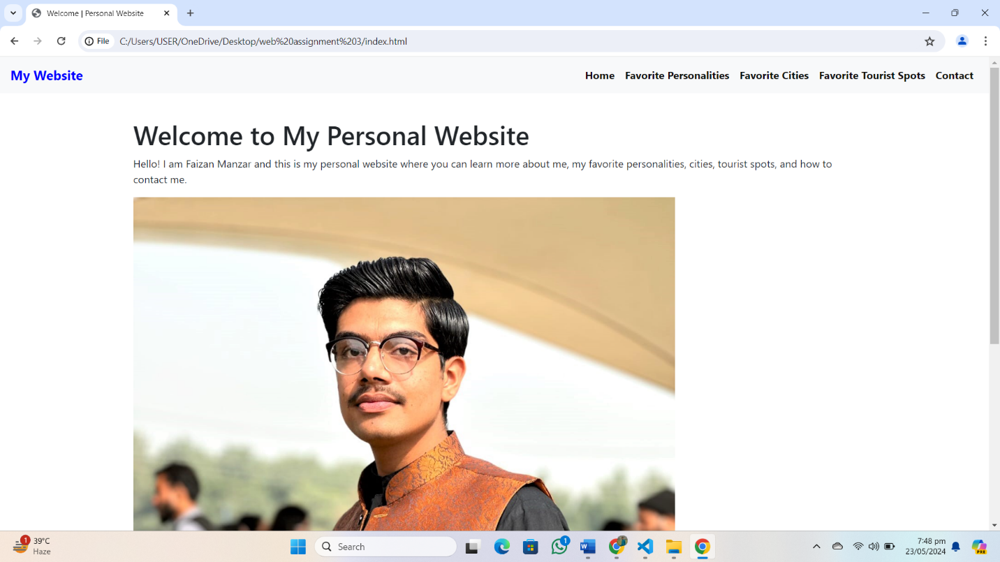 Welcome | Personal Website
File
C:/Users/USER/OneDrive/Desktop/web%20assignment%203/index.html
My Website
Home
Favorite Personalities
Favorite Cities
Favorite Tourist Spots
Contact
Welcome to My Personal Website
Hello! I am Faizan Manzar and this is my personal website where you can learn more about me, my favorite personalities, cities, tourist spots, and how to
contact me.
1
39°C
Haze
Search
1
7:48 pm
23/05/2024
PRE